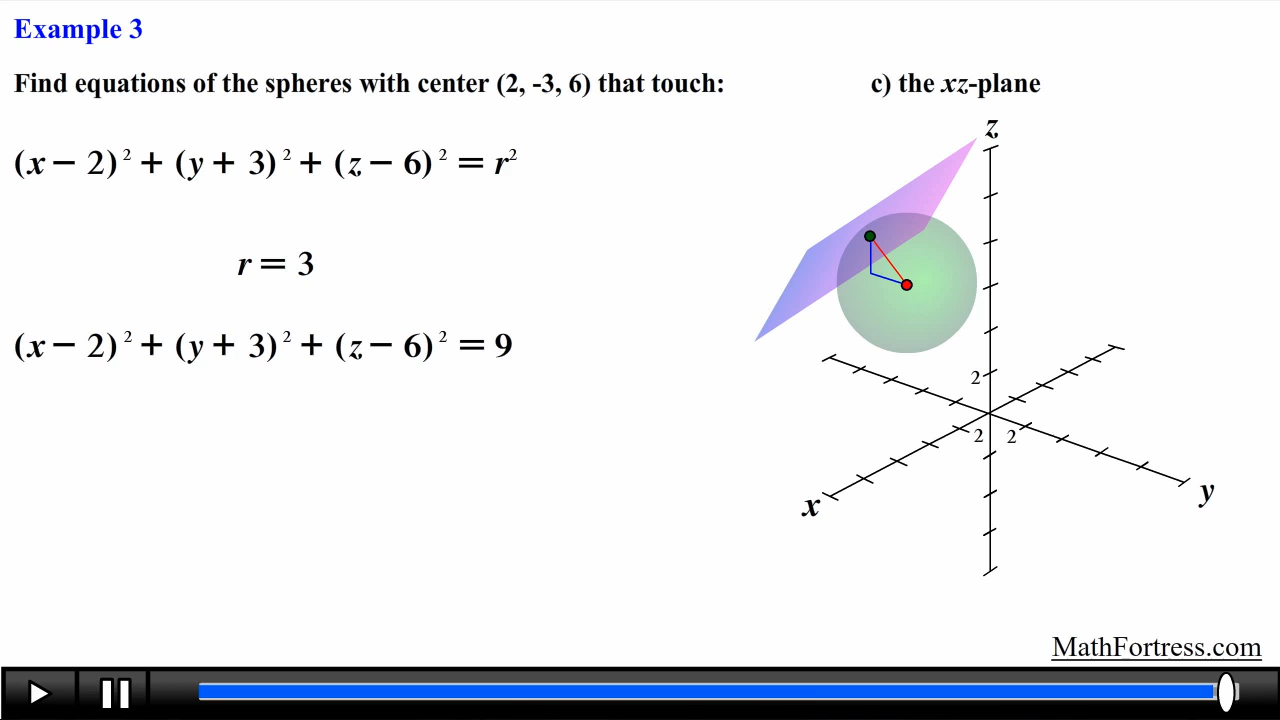 Example 3
Find equations of the spheres with center (2, -3, 6) that touch: c) the xz-plane
(x − 2)² + (y + 3)² + (z − 6)² = r²
r = 3
(x − 2)² + (y + 3)² + (z − 6)² = 9
z
2
2 2
x
y
MathFortress.com